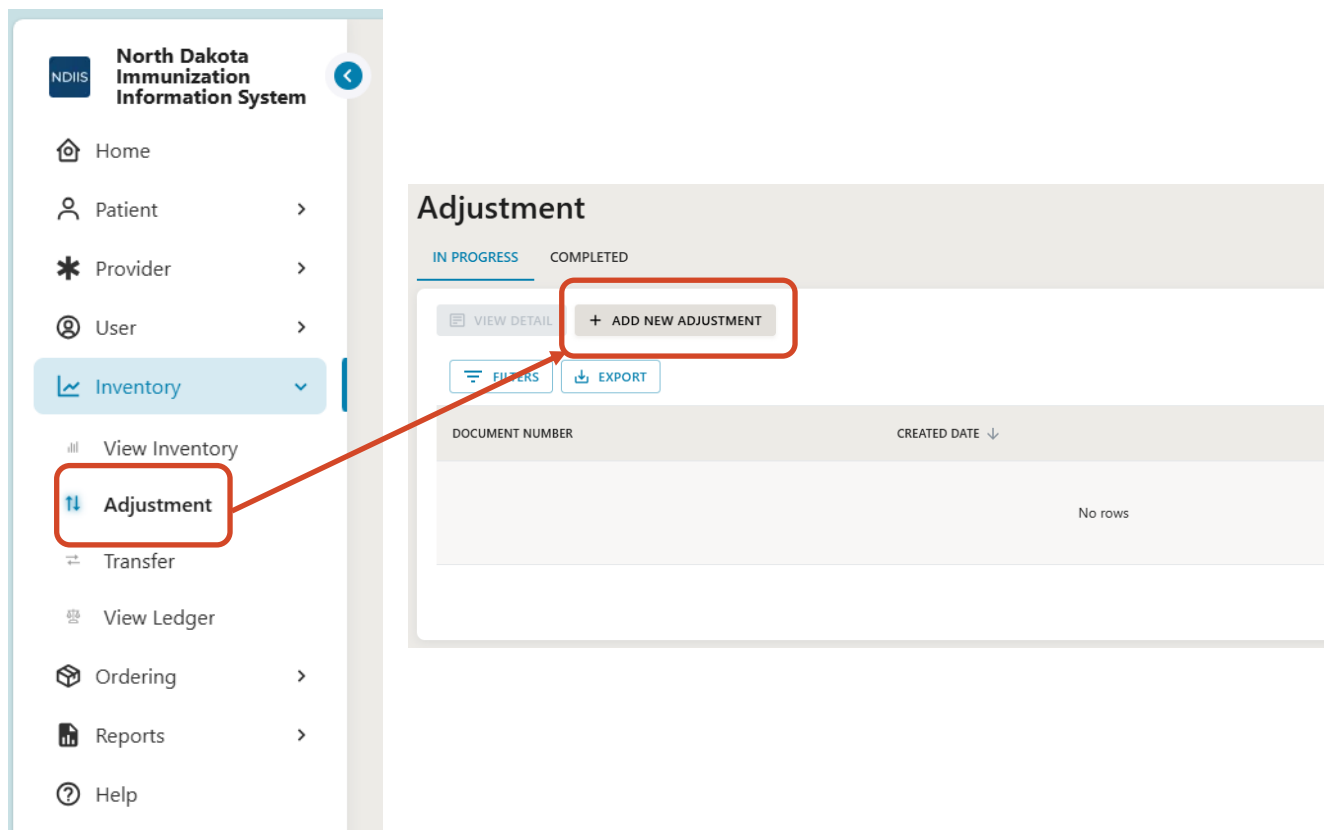 NDIIS
North Dakota
Immunization
Information System
Home
Patient
Provider
User
Inventory
View Inventory
Adjustment
Transfer
View Ledger
Ordering
Reports
Help
Adjustment
IN PROGRESS COMPLETED
VIEW DETAIL + ADD NEW ADJUSTMENT
FILTERS EXPORT
DOCUMENT NUMBER CREATED DATE
No rows